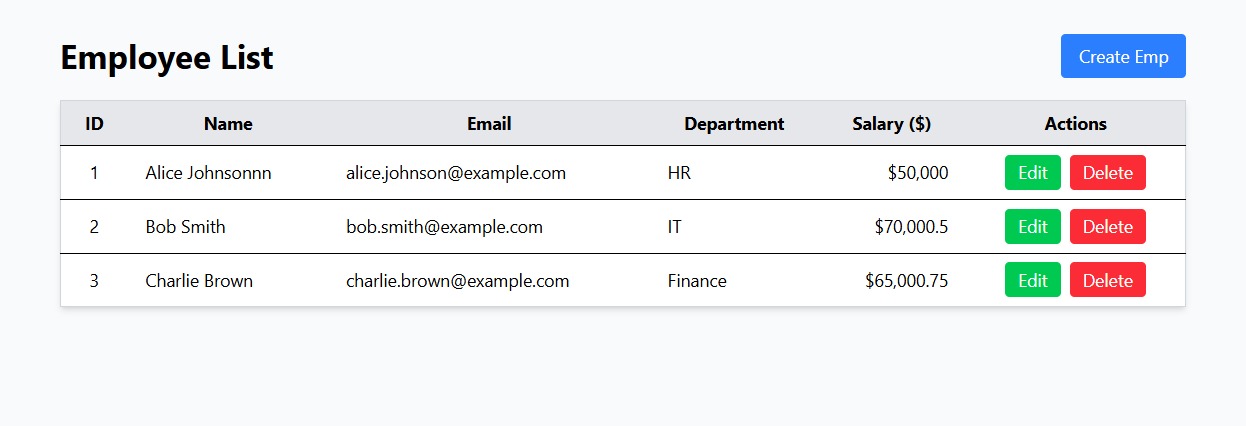 Employee List Create Emp
ID Name Email Department Salary ($) Actions
1 Alice Johnsonnn alice.johnson@example.com HR $50,000 Edit Delete
2 Bob Smith bob.smith@example.com IT $70,000.5 Edit Delete
3 Charlie Brown charlie.brown@example.com Finance $65,000.75 Edit Delete